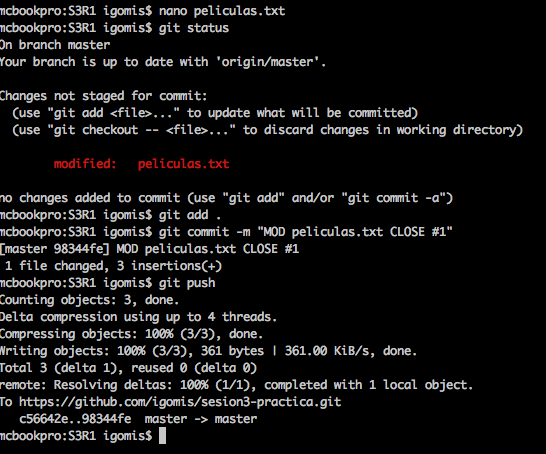 mcbookpro:S3R1 igomis$ nano peliculas.txt
mcbookpro:S3R1 igomis$ git status
On branch master
Your branch is up to date with 'origin/master'.
Changes not staged for commit:
(use "git add <file>..." to update what will be committed)
(use "git checkout -- <file>..." to discard changes in working directory)
modified: peliculas.txt
no changes added to commit (use "git add" and/or "git commit -a")
mcbookpro:S3R1 igomis$ git add .
mcbookpro:S3R1 igomis$ git commit -m "MOD peliculas.txt CLOSE #1"
[master 98344fe] MOD peliculas.txt CLOSE #1
1 file changed, 3 insertions(+)
mcbookpro:S3R1 igomis$ git push
Counting objects: 3, done.
Delta compression using up to 4 threads.
Compressing objects: 100% (3/3), done.
Writing objects: 100% (3/3), 361 bytes | 361.00 KiB/s, done.
Total 3 (delta 1), reused 0 (delta 0)
remote: Resolving deltas: 100% (1/1), completed with 1 local object.
To https://github.com/igomis/sesion3-practica.git
c56642e..98344fe master -> master
mcbookpro:S3R1 igomis$